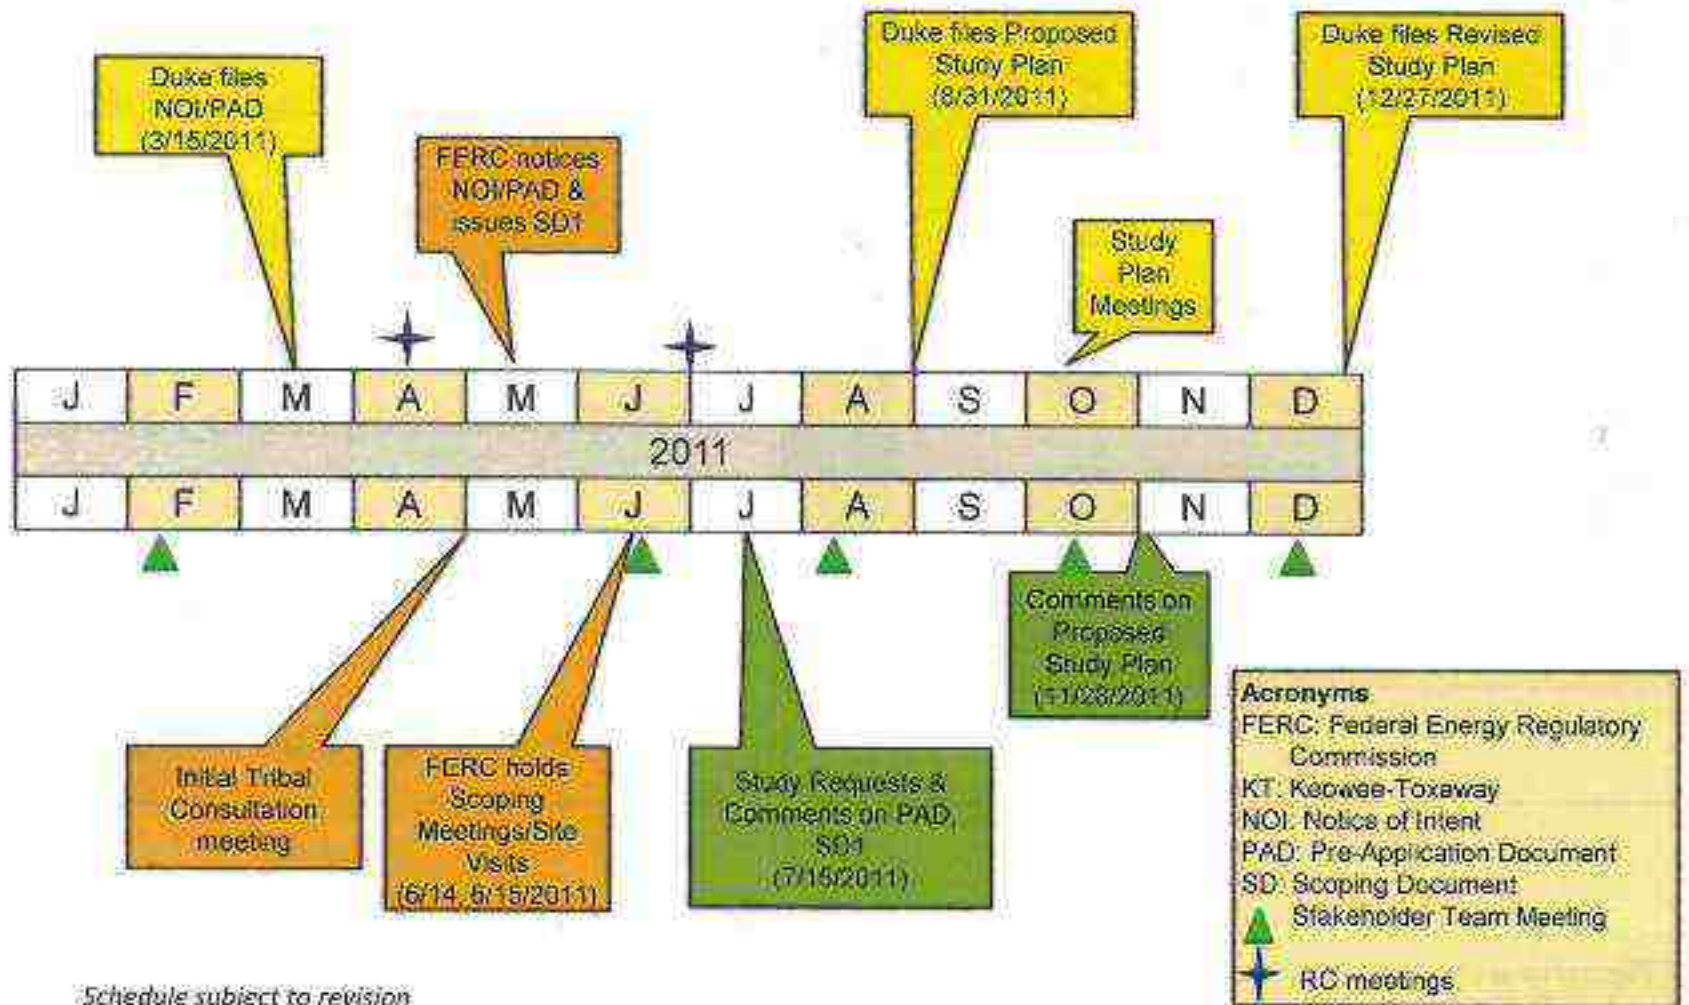 Duke files
NOI/PAD
(3/15/2011)
FERC notices
NOI/PAD &
issues SD1
Duke files Proposed
Study Plan
(8/31/2011)
Study
Plan
Meetings
Duke files Revised
Study Plan
(12/27/2011)
J F M A M J J A S O N D
2011
J F M A M J J A S O N D
Initial Tribal
Consultation
meeting
FERC holds
Scoping
Meetings/Site
Visits
(6/14, 6/15/2011)
Study Requests &
Comments on PAD,
SD1
(7/15/2011)
Comments on
Proposed
Study Plan
(11/28/2011)
Acronyms
FERC: Federal Energy Regulatory
Commission
KT: Keowee-Toxaway
NOI: Notice of Intent
PAD: Pre-Application Document
SD: Scoping Document
Stakeholder Team Meeting
RC meetings
Schedule subject to revision